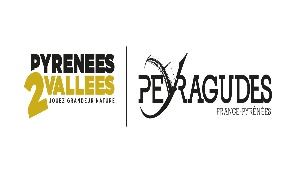 PYRENEES
2VALLEES
JOUEZ GRANDEUR NATURE
PEYRAGUDES
FRANCE-PYRÉNÉES